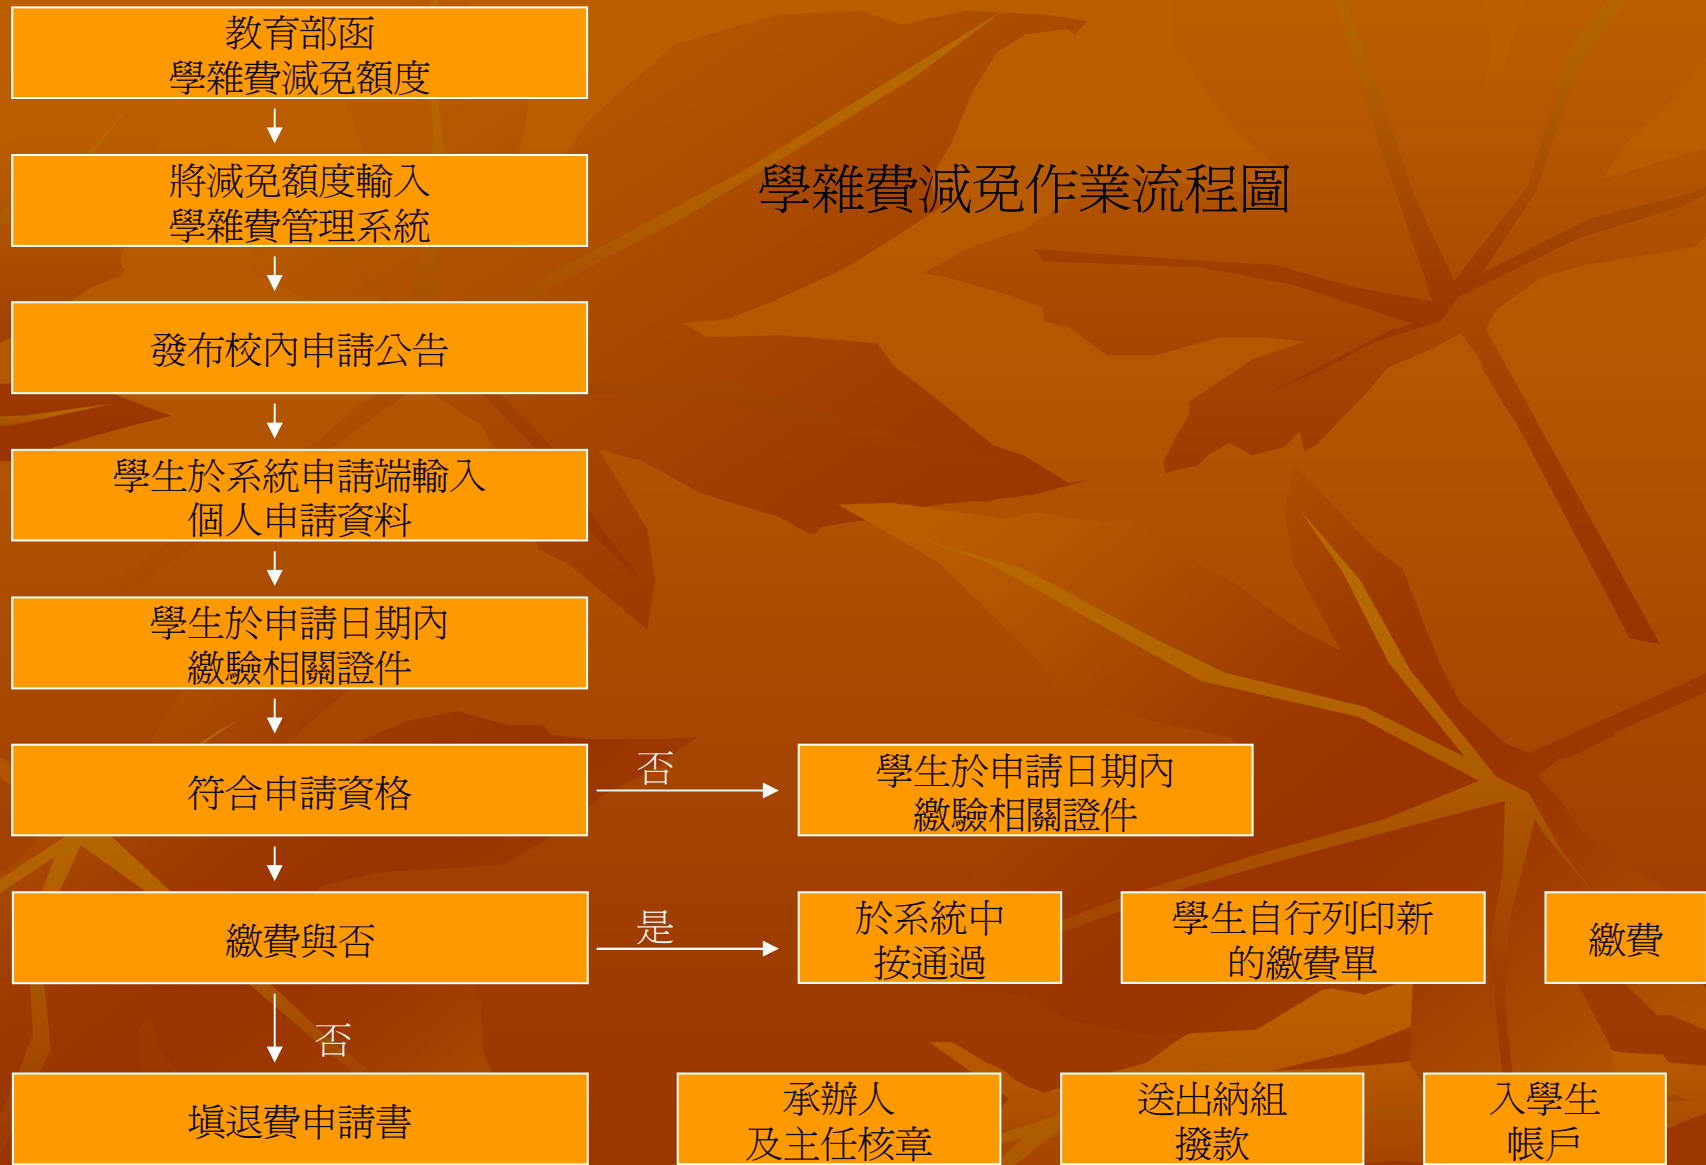 教育部函
學雜費減免額度
將減免額度輸入
學雜費管理系統
學雜費減免作業流程圖
發布校內申請公告
學生於系統申請端輸入
個人申請資料
學生於申請日期內
繳驗相關證件
符合申請資格
否
學生於申請日期內
繳驗相關證件
繳費與否
是
於系統中
按通過
學生自行列印新
的繳費單
繳費
否
填退費申請書
承辦人
及主任核章
送出納組
撥款
入學生
帳戶